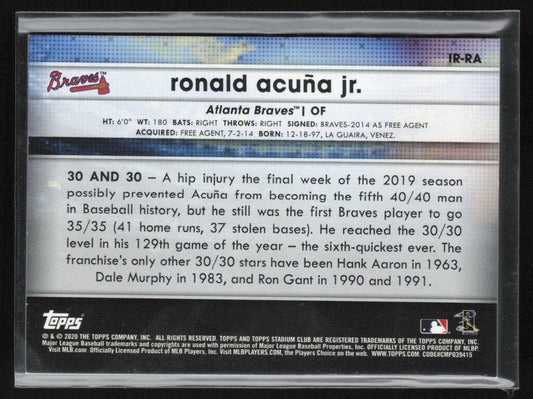 IR-RA
Braves
ronald acuña jr.
Atlanta Braves™ | OF
HT: 6'0" WT: 180 BATS: RIGHT THROWS: RIGHT SIGNED: BRAVES-2014 AS FREE AGENT
ACQUIRED: FREE AGENT, 7-2-14 BORN: 12-18-97, LA GUAIRA, VENEZ.
30 AND 30 – A hip injury the final week of the 2019 season
possibly prevented Acuña from becoming the fifth 40/40 man
in Baseball history, but he still was the first Braves player to go
35/35 (41 home runs, 37 stolen bases). He reached the 30/30
level in his 129th game of the year – the sixth-quickest ever. The
franchise's only other 30/30 stars have been Hank Aaron in 1963,
Dale Murphy in 1983, and Ron Gant in 1990 and 1991.
Topps
® & © 2020 THE TOPPS COMPANY, INC. ALL RIGHTS RESERVED. TOPPS AND TOPPS STADIUM CLUB ARE REGISTERED TRADEMARKS OF THE TOPPS COMPANY, INC.
Major League Baseball trademarks and copyrights are used with permission of Major League Baseball Properties, Inc. OFFICIALLY LICENSED PRODUCT OF MLBP
Visit MLB.com Officially Licensed Product of MLB Players, Inc. Visit MLBPLAYERS.com, the Players Choice on the web. WWW.TOPPS.COM. CODE#CMP039415